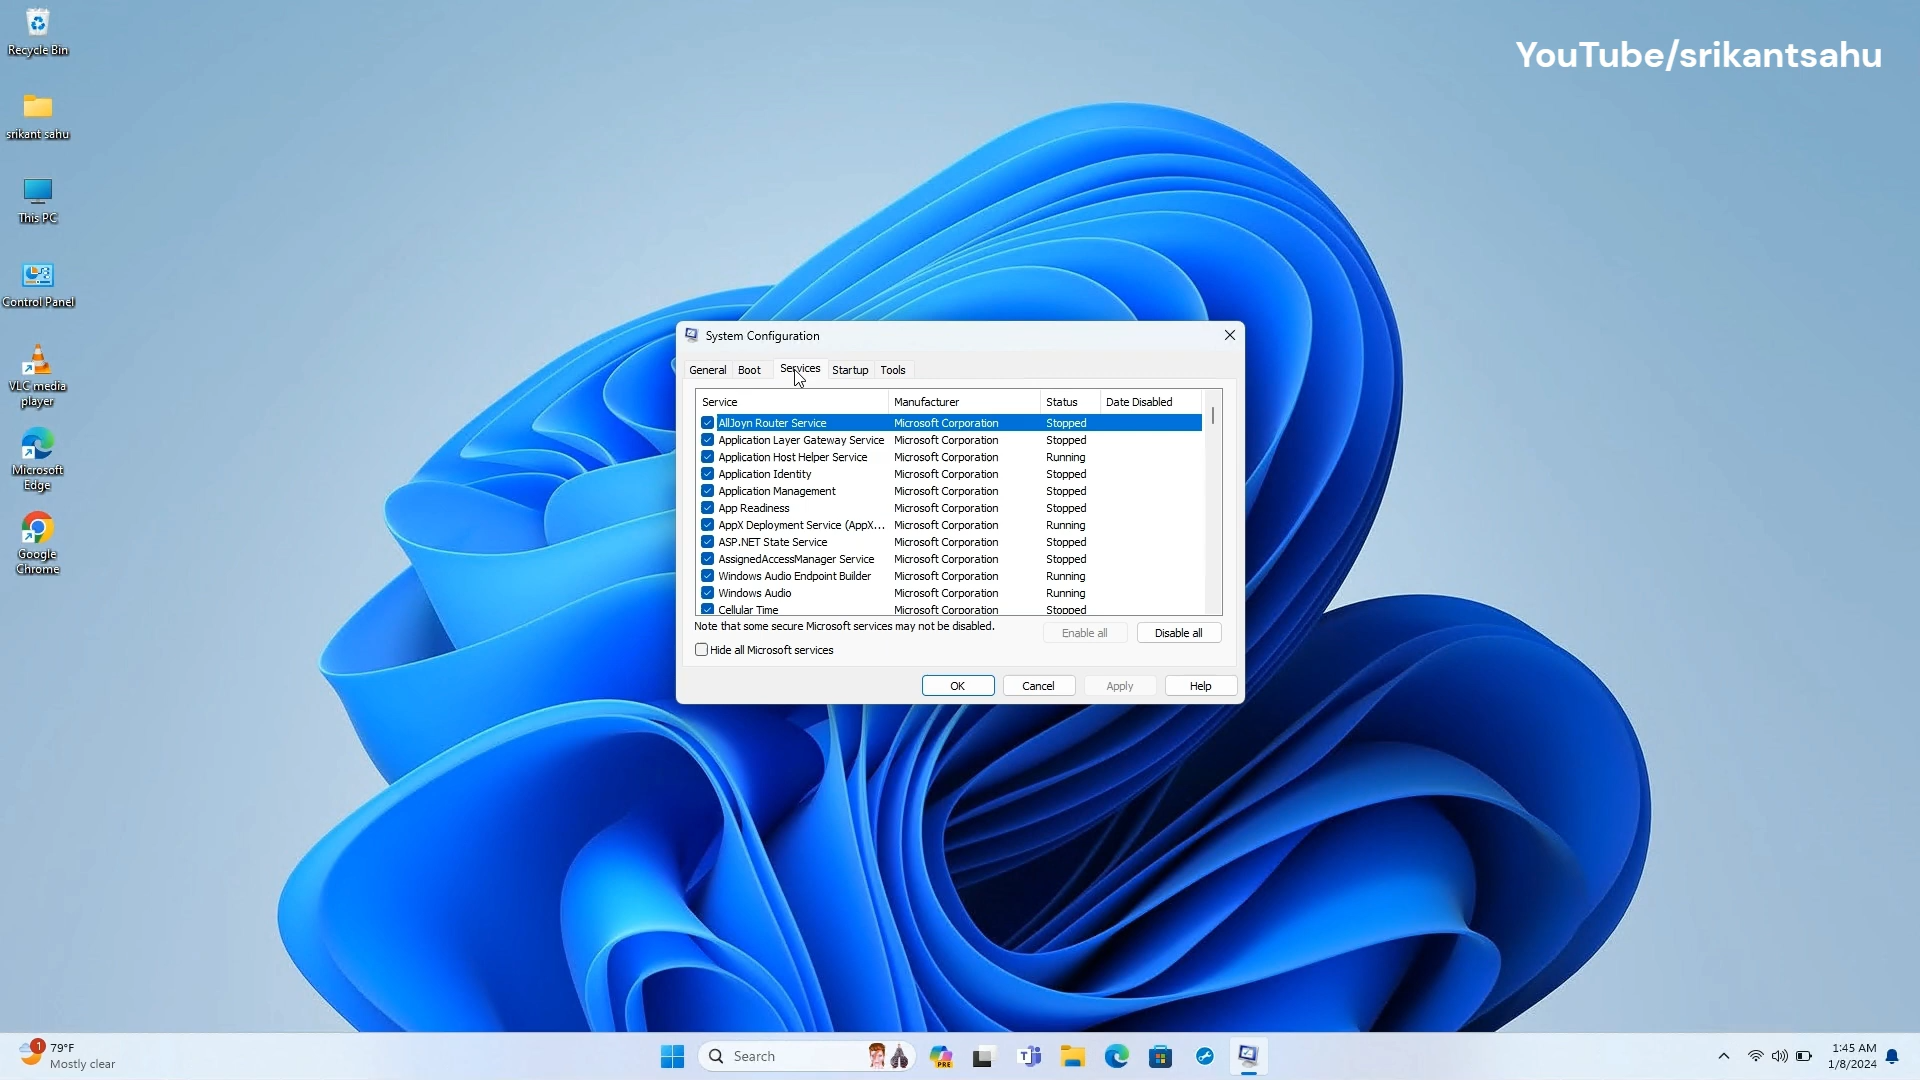 Recycle Bin
srikant sahu
This PC
Control Panel
VLC media
player
Microsoft
Edge
Google
Chrome
YouTube/srikantsahu
System Configuration
General Boot Services Startup Tools
Service Manufacturer Status Date Disabled
AllJoyn Router Service Microsoft Corporation Stopped
Application Layer Gateway Service Microsoft Corporation Stopped
Application Host Helper Service Microsoft Corporation Running
Application Identity Microsoft Corporation Stopped
Application Management Microsoft Corporation Stopped
App Readiness Microsoft Corporation Stopped
AppX Deployment Service (AppX... Microsoft Corporation Running
ASP.NET State Service Microsoft Corporation Stopped
AssignedAccessManager Service Microsoft Corporation Stopped
Windows Audio Endpoint Builder Microsoft Corporation Running
Windows Audio Microsoft Corporation Running
Cellular Time Microsoft Corporation Stopped
Note that some secure Microsoft services may not be disabled.
Enable all Disable all
Hide all Microsoft services
OK Cancel Apply Help
1
79°F
Mostly clear
Search
PRE
T
1:45 AM
1/8/2024